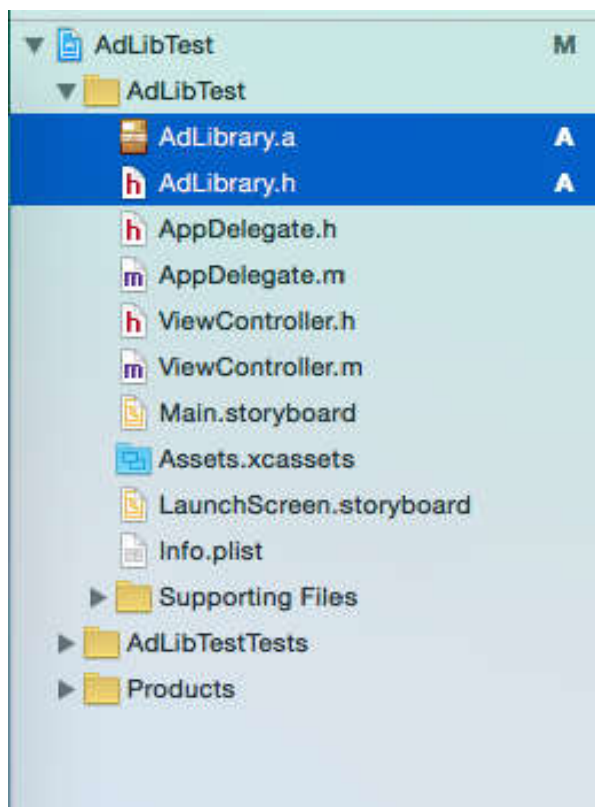 AdLibTest M
AdLibTest
AdLibrary.a A
h AdLibrary.h A
h AppDelegate.h
m AppDelegate.m
h ViewController.h
m ViewController.m
Main.storyboard
Assets.xcassets
LaunchScreen.storyboard
Info.plist
Supporting Files
AdLibTestTests
Products